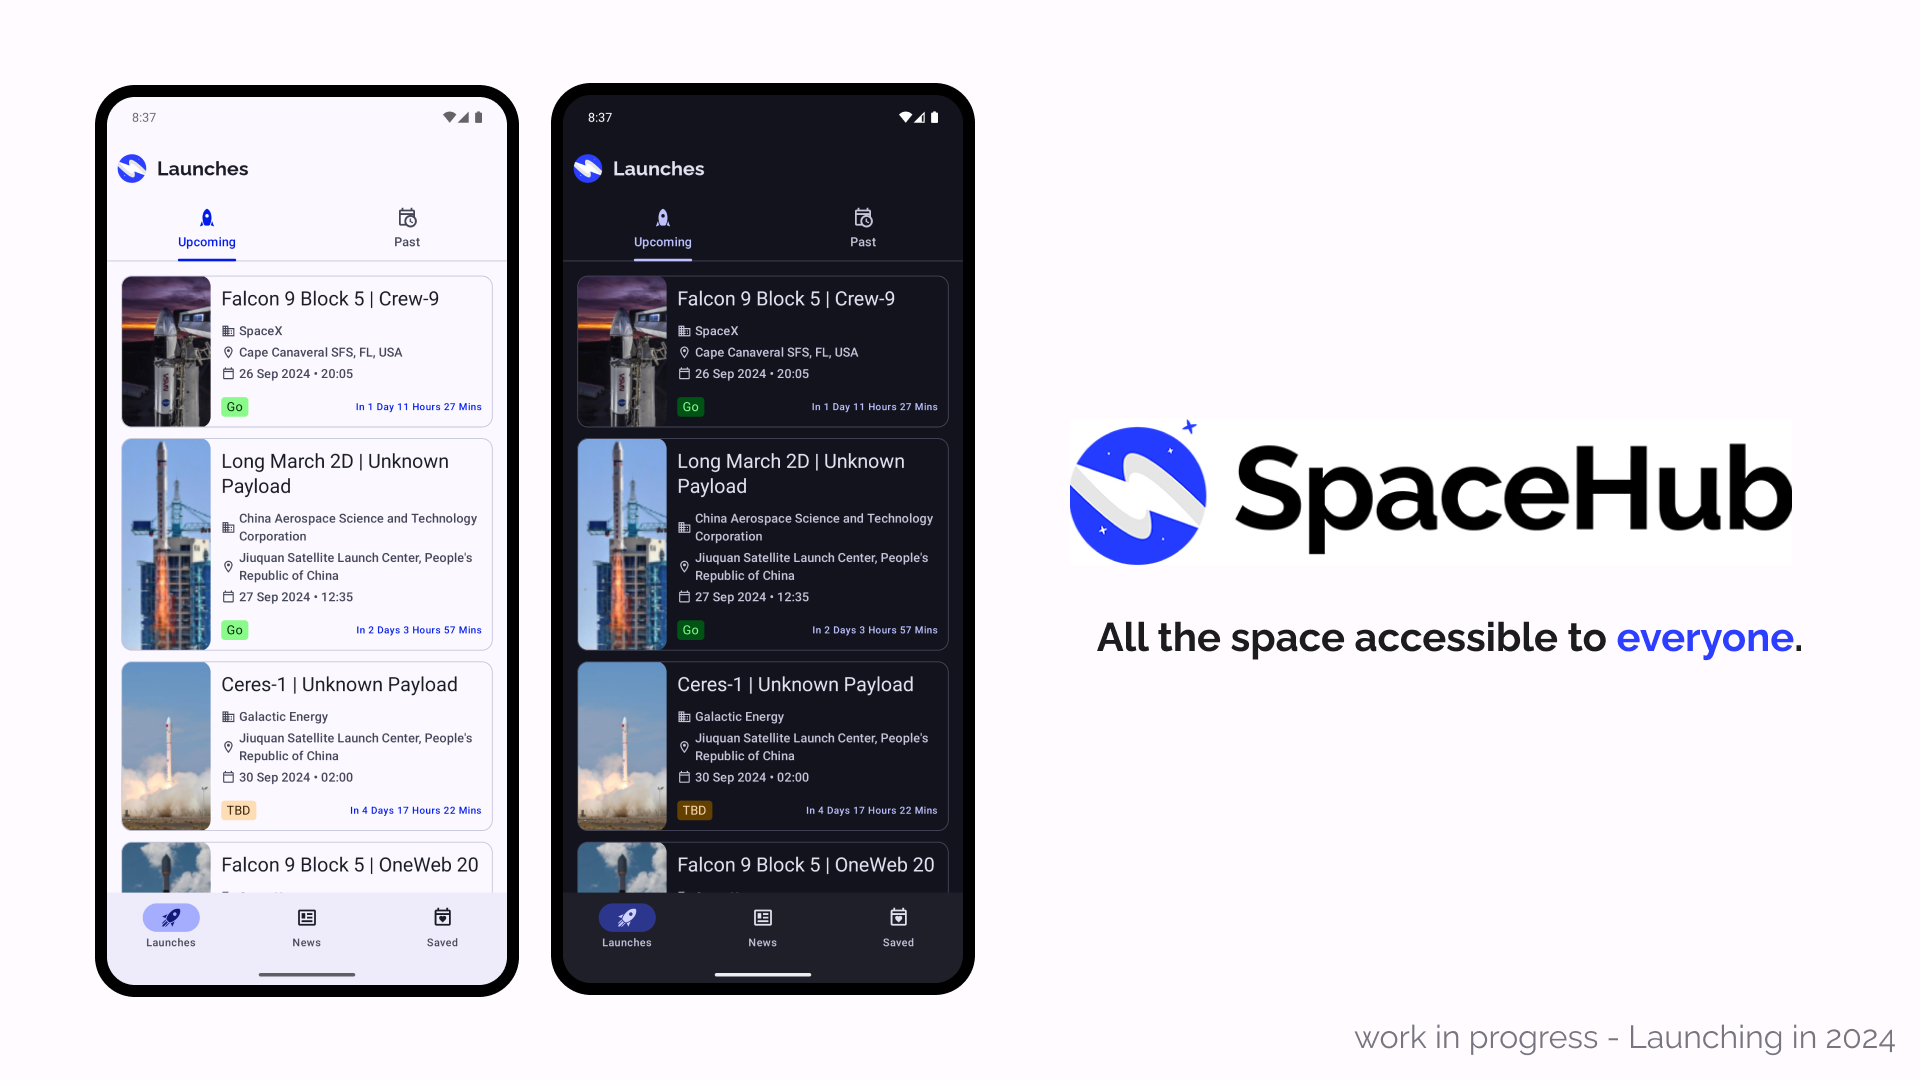 8:37
Launches
Upcoming
Past
Falcon 9 Block 5 | Crew-9
SpaceX
Cape Canaveral SFS, FL, USA
26 Sep 2024 • 20:05
Go
In 1 Day 11 Hours 27 Mins
Long March 2D | Unknown
Payload
China Aerospace Science and Technology
Corporation
Jiuquan Satellite Launch Center, People's
Republic of China
27 Sep 2024 • 12:35
Go
In 2 Days 3 Hours 57 Mins
Ceres-1 | Unknown Payload
Galactic Energy
Jiuquan Satellite Launch Center, People's
Republic of China
30 Sep 2024 • 02:00
TBD
In 4 Days 17 Hours 22 Mins
Falcon 9 Block 5 | OneWeb 20
Launches
News
Saved
8:37
Launches
Upcoming
Past
Falcon 9 Block 5 | Crew-9
SpaceX
Cape Canaveral SFS, FL, USA
26 Sep 2024 • 20:05
Go
In 1 Day 11 Hours 27 Mins
Long March 2D | Unknown
Payload
China Aerospace Science and Technology
Corporation
Jiuquan Satellite Launch Center, People's
Republic of China
27 Sep 2024 • 12:35
Go
In 2 Days 3 Hours 57 Mins
Ceres-1 | Unknown Payload
Galactic Energy
Jiuquan Satellite Launch Center, People's
Republic of China
30 Sep 2024 • 02:00
TBD
In 4 Days 17 Hours 22 Mins
Falcon 9 Block 5 | OneWeb 20
Launches
News
Saved
SpaceHub
All the space accessible to everyone.
work in progress - Launching in 2024